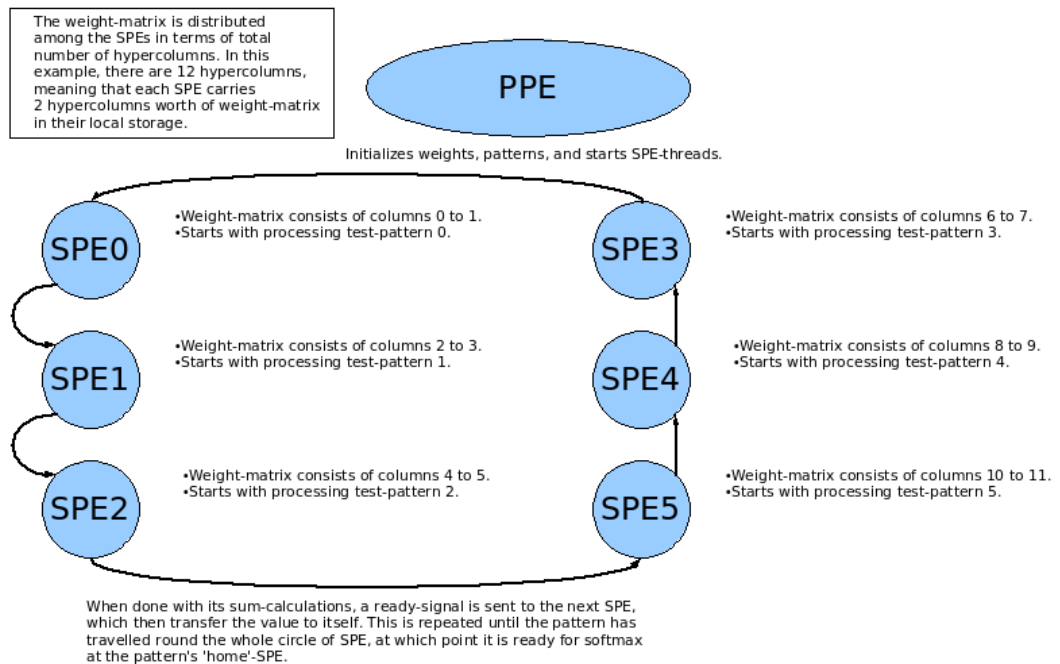 The weight-matrix is distributed
among the SPEs in terms of total
number of hypercolumns. In this
example, there are 12 hypercolumns,
meaning that each SPE carries
2 hypercolumns worth of weight-matrix
in their local storage.
PPE
Initializes weights, patterns, and starts SPE-threads.
SPE0
•Weight-matrix consists of columns 0 to 1.
•Starts with processing test-pattern 0.
SPE3
•Weight-matrix consists of columns 6 to 7.
•Starts with processing test-pattern 3.
SPE1
•Weight-matrix consists of columns 2 to 3.
•Starts with processing test-pattern 1.
SPE4
•Weight-matrix consists of columns 8 to 9.
•Starts with processing test-pattern 4.
SPE2
•Weight-matrix consists of columns 4 to 5.
•Starts with processing test-pattern 2.
SPE5
•Weight-matrix consists of columns 10 to 11.
•Starts with processing test-pattern 5.
When done with its sum-calculations, a ready-signal is sent to the next SPE,
which then transfer the value to itself. This is repeated until the pattern has
travelled round the whole circle of SPE, at which point it is ready for softmax
at the pattern's 'home'-SPE.